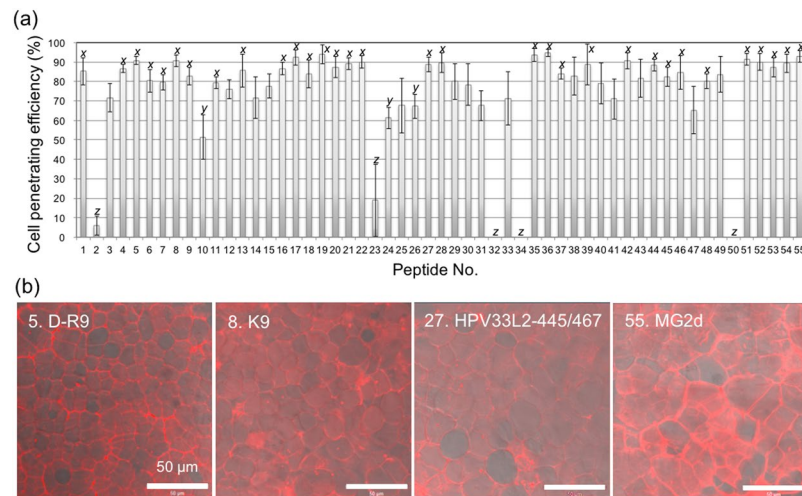 (a)
Cell penetrating efficiency (%)
100
90
80
70
60
50
40
30
20
10
0
x z x x x x x x y x x x x x x x x x z y y x x z z x x x x x x x x x z x x x x x
1 2 3 4 5 6 7 8 9 10 11 12 13 14 15 16 17 18 19 20 21 22 23 24 25 26 27 28 29 30 31 32 33 34 35 36 37 38 39 40 41 42 43 44 45 46 47 48 49 50 51 52 53 54 55
Peptide No.
(b)
5. D-R9
50 µm
8. K9
27. HPV33L2-445/467
55. MG2d